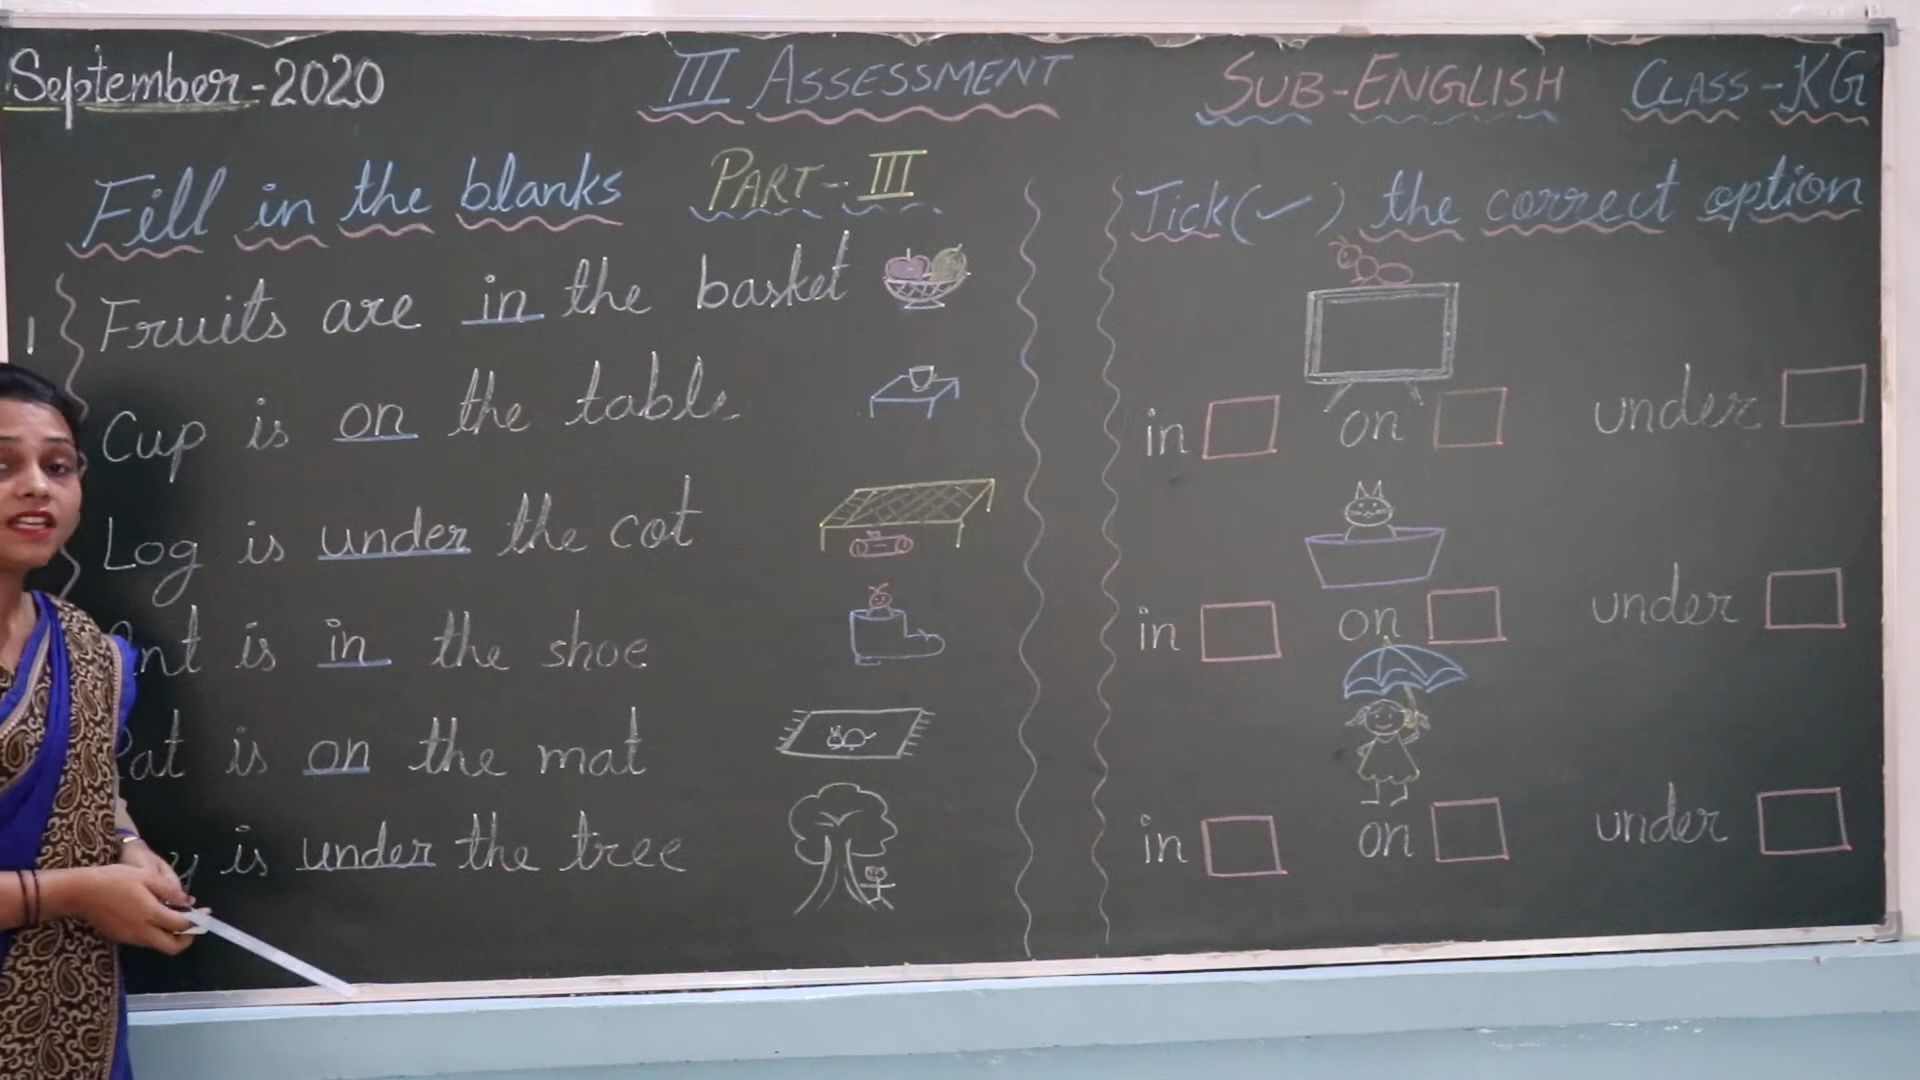 September-2020 III ASSESSMENT SUB-ENGLISH CLASS-KG
Fill in the blanks PART-III
1 Fruits are in the basket
Cup is on the table
Log is under the cot
is in the shoe
is on the mat
is under the tree
Tick(✓) the correct option
in on under
in on under
in on under